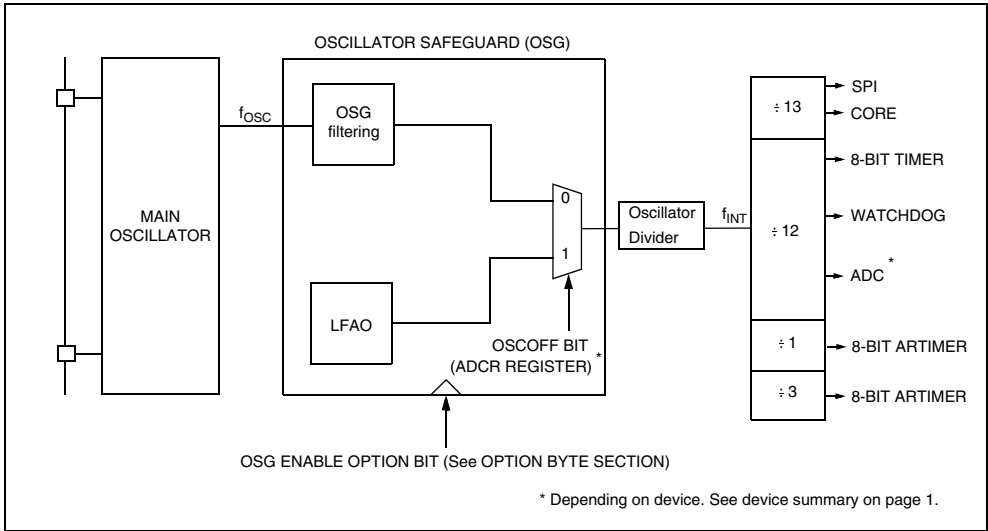 OSCILLATOR SAFEGUARD (OSG)
MAIN
OSCILLATOR
fOSC
OSG
filtering
LFAO
0
1
OSCOFF BIT
(ADCR REGISTER) *
Oscillator
Divider
fINT
÷ 13
÷ 12
÷ 1
÷ 3
SPI
CORE
8-BIT TIMER
WATCHDOG
ADC *
8-BIT ARTIMER
8-BIT ARTIMER
OSG ENABLE OPTION BIT (See OPTION BYTE SECTION)
* Depending on device. See device summary on page 1.